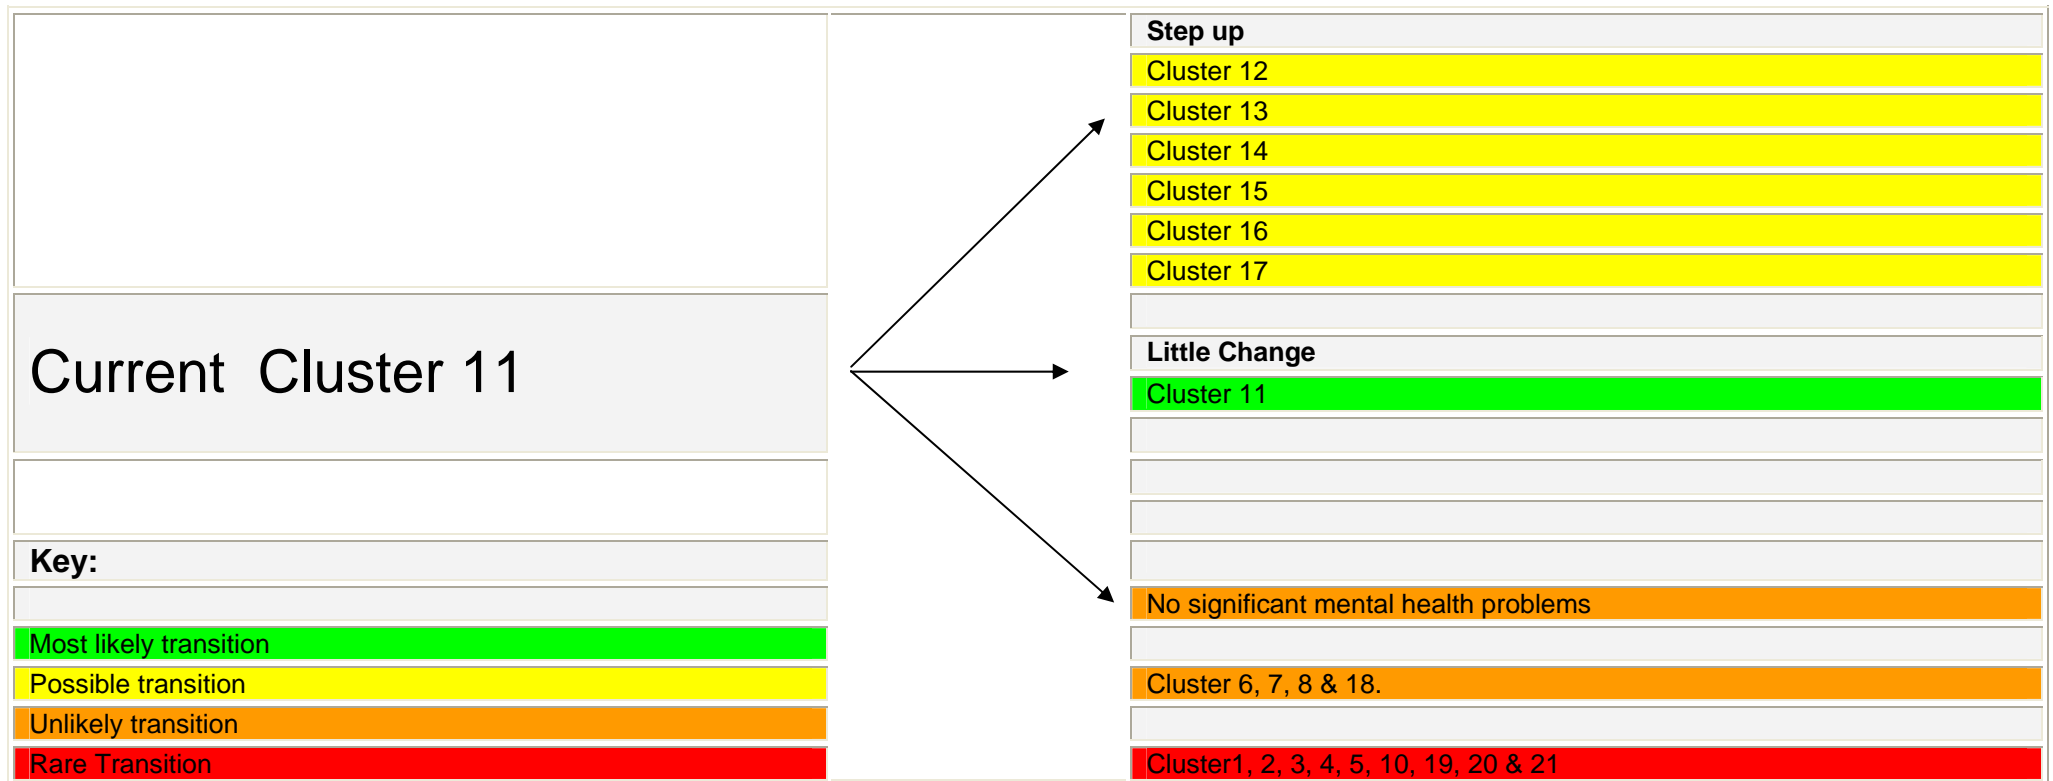 Step up
Cluster 12
Cluster 13
Cluster 14
Cluster 15
Cluster 16
Cluster 17
Current  Cluster 11
Little Change
Cluster 11
Key:
No significant mental health problems
Most likely transition
Possible transition
Cluster 6, 7, 8 & 18.
Unlikely transition
Rare Transition
Cluster1, 2, 3, 4, 5, 10, 19, 20 & 21